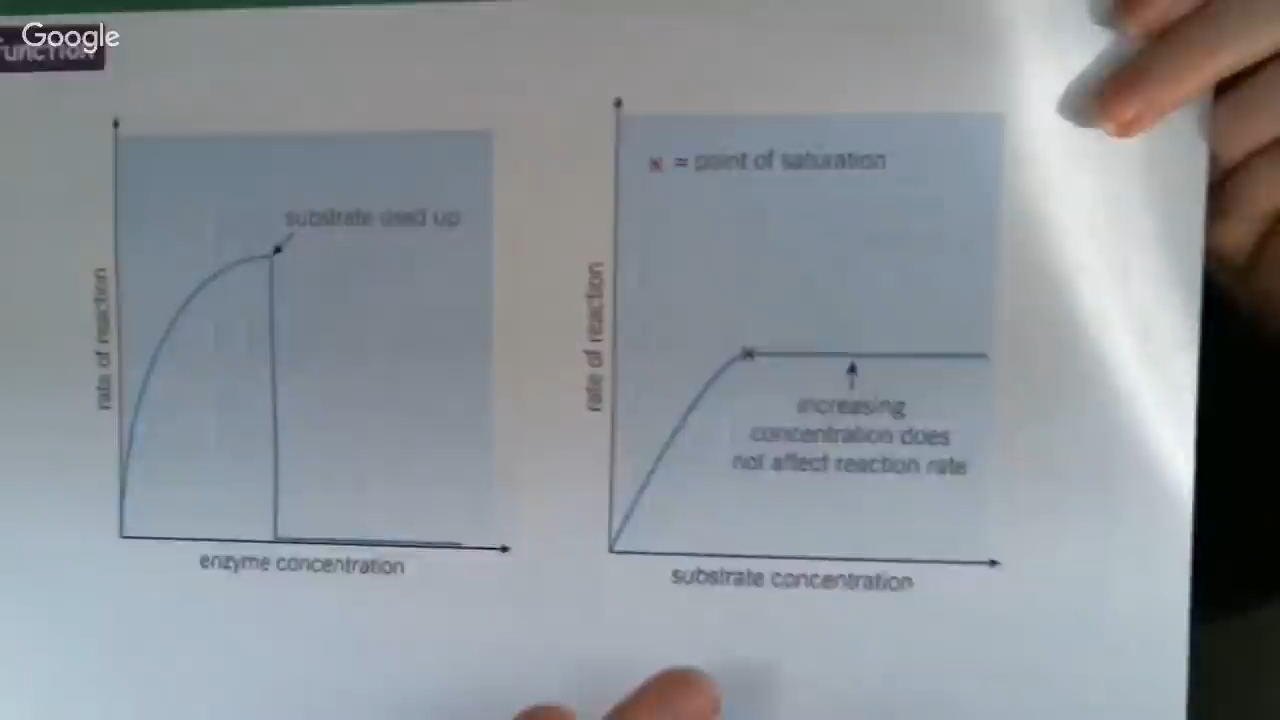 Google
function
substrate used up
rate of reaction
enzyme concentration
x = point of saturation
rate of reaction
increasing
concentration does
not affect reaction rate
substrate concentration